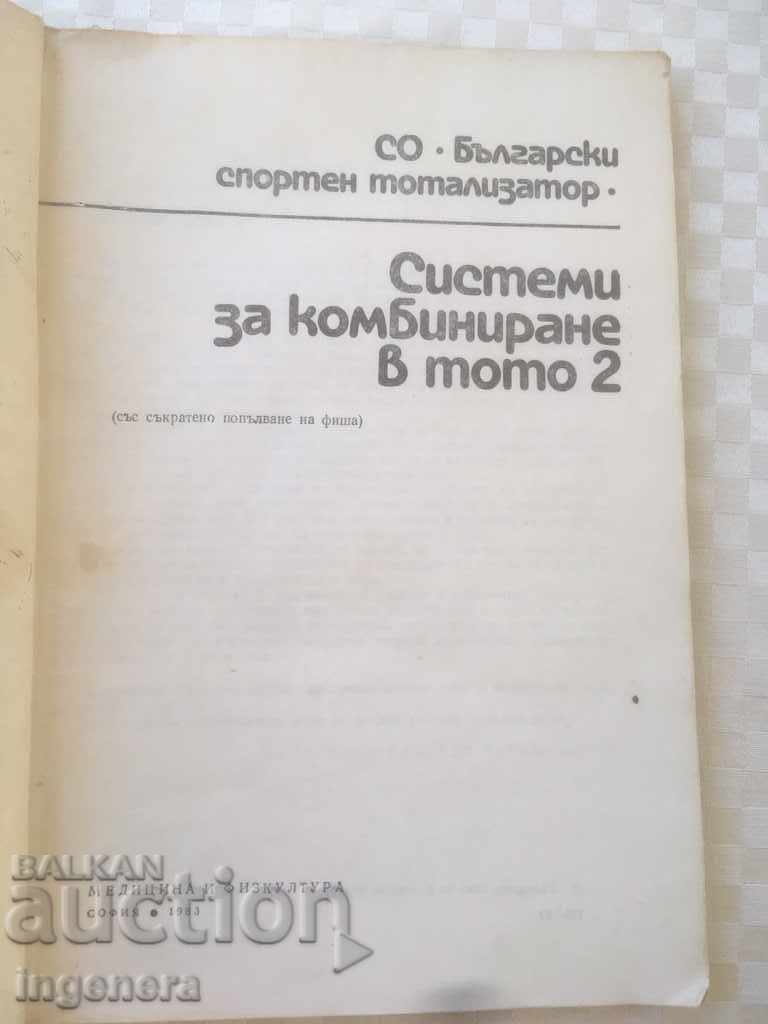 СО • Български
спортен тотализатор •
Системи
за комбиниране
в тото 2
(със съкратено попълване на фиша)
МЕДИЦИНА И ФИЗКУЛТУРА
СОФИЯ • 1983
BALKAN
auction
ingenera